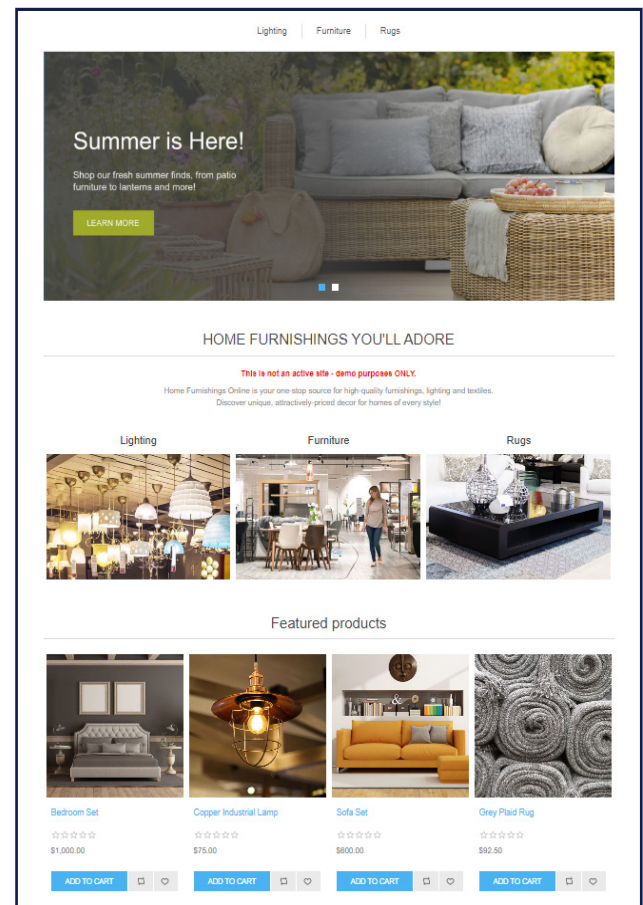 Lighting Furniture Rugs
Summer is Here!
Shop our fresh summer finds, from patio
furniture to lanterns and more!
LEARN MORE
HOME FURNISHINGS YOU'LL ADORE
This is not an active site - demo purposes ONLY.
Home Furnishings Online is your one-stop source for high-quality furnishings, lighting and textiles.
Discover unique, attractively-priced decor for homes of every style!
Lighting Furniture Rugs
Featured products
Bedroom Set Copper Industrial Lamp Sofa Set Grey Plaid Rug
$1,000.00 $75.00 $600.00 $92.50
ADD TO CART ADD TO CART ADD TO CART ADD TO CART